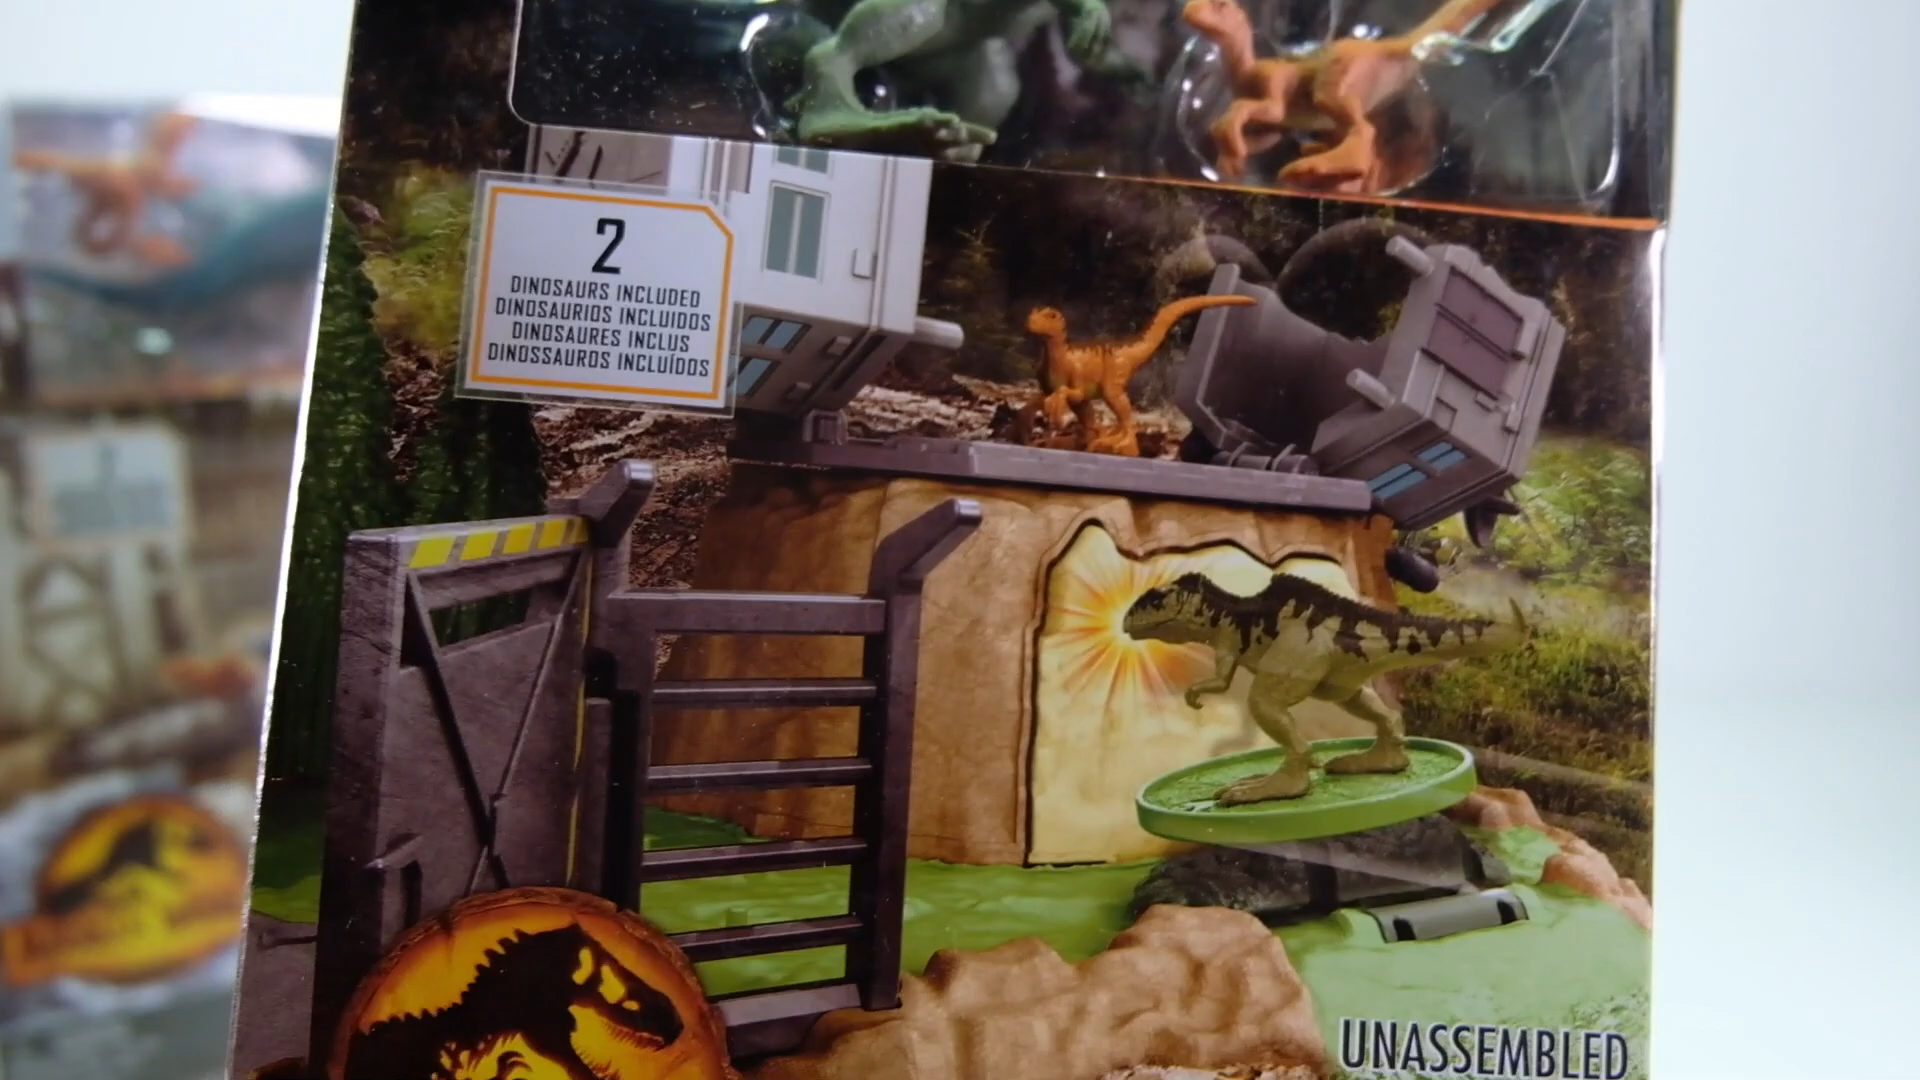 2
DINOSAURS INCLUDED
DINOSAURIOS INCLUIDOS
DINOSAURES INCLUS
DINOSSAUROS INCLUÍDOS
UNASSEMBLED